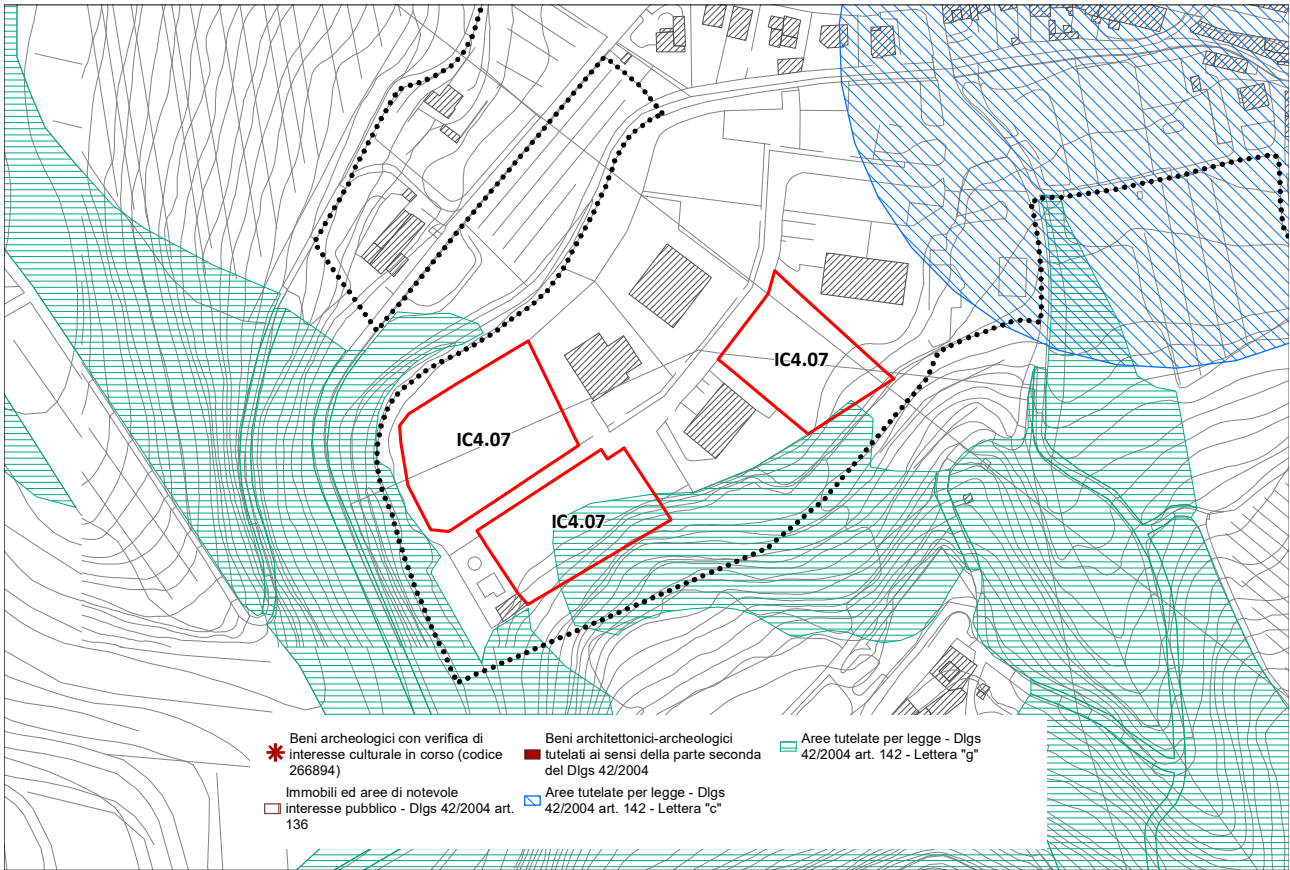 IC4.07
IC4.07
IC4.07
Beni archeologici con verifica di
interesse culturale in corso (codice
266894)
Immobili ed aree di notevole
interesse pubblico - Dlgs 42/2004 art.
136
Beni architettonici-archeologici
tutelati ai sensi della parte seconda
del Dlgs 42/2004
Aree tutelate per legge - Dlgs
42/2004 art. 142 - Lettera "c"
Aree tutelate per legge - Dlgs
42/2004 art. 142 - Lettera "g"